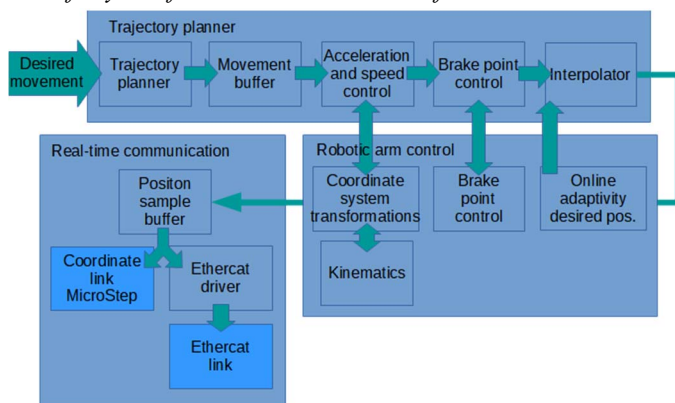 Trajectory planner
Desired
movement
Trajectory
planner
Movement
buffer
Acceleration
and speed
control
Brake point
control
Interpolator
Real-time communication
Positon
sample
buffer
Coordinate
link
MicroStep
Ethercat
driver
Ethercat
link
Robotic arm control
Coordinate
system
transformations
Brake
point
control
Online
adaptivity
desired pos.
Kinematics